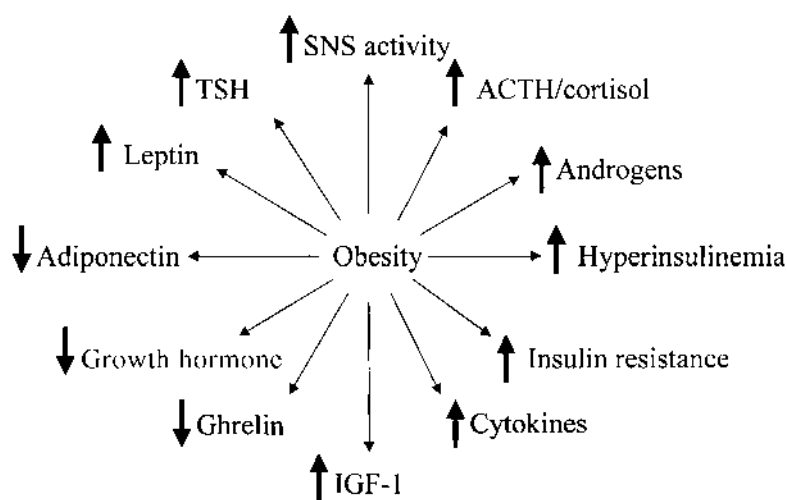 SNS activity
TSH
ACTH/cortisol
Leptin
Androgens
Adiponectin
Obesity
Hyperinsulinemia
Growth hormone
Insulin resistance
Ghrelin
Cytokines
IGF-1